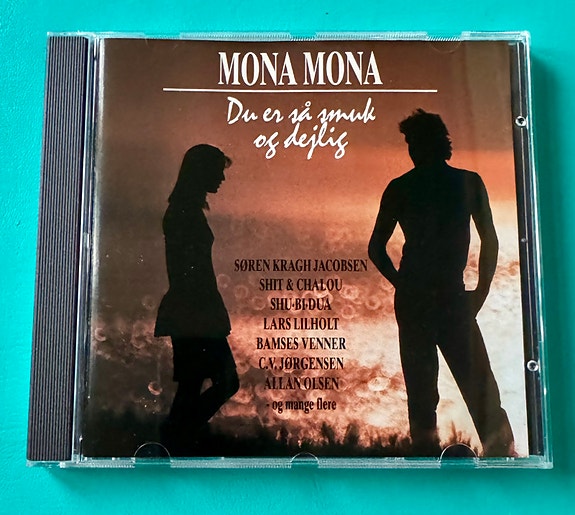 MONA MONA
Du er så smuk
og dejlig
SØREN KRAGH JACOBSEN
SHIT & CHALOU
SHU-BI-DUA
LARS LILHOLT
BAMSES VENNER
C.V. JØRGENSEN
ALLAN OLSEN
- og mange flere